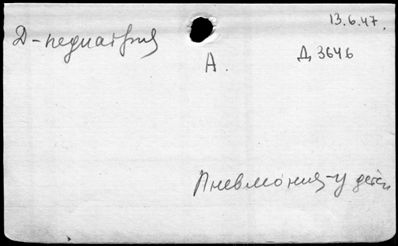 13.6.47.
Д-педиатрия
А.
Д 3646
Пневмония-у детей